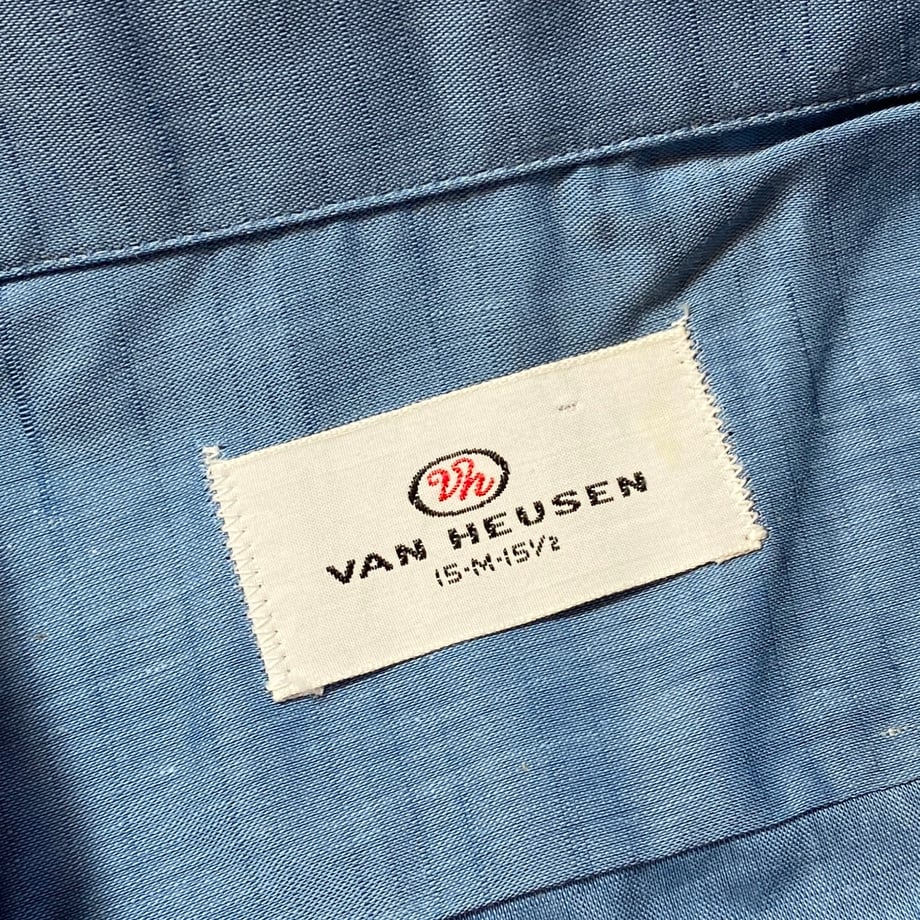 Vh
VAN HEUSEN
15-M-15½